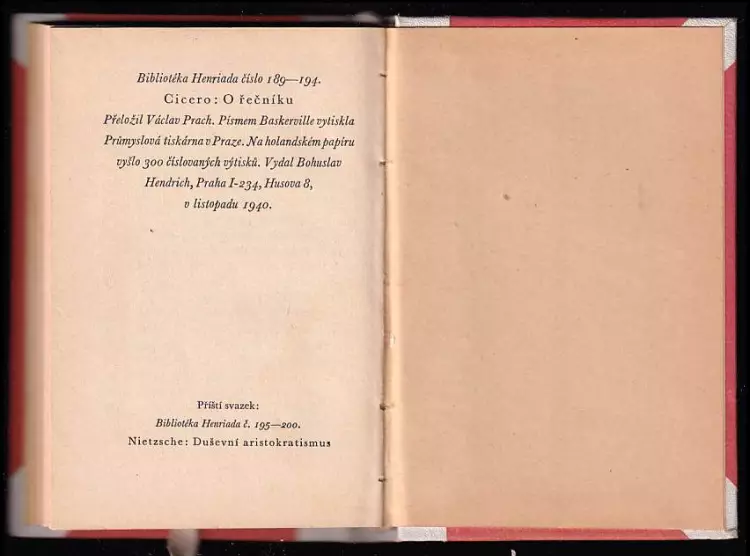 Bibliotéka Henriada číslo 189—194.
Cicero: O řečníku
Přeložil Václav Prach. Písmem Baskerville vytiskla
Průmyslová tiskárna v Praze. Na holandském papíru
vyšlo 300 číslovaných výtisků. Vydal Bohuslav
Hendrich, Praha I-234, Husova 8,
v listopadu 1940.
Příští svazek:
Bibliotéka Henriada č. 195—200.
Nietzsche: Duševní aristokratismus